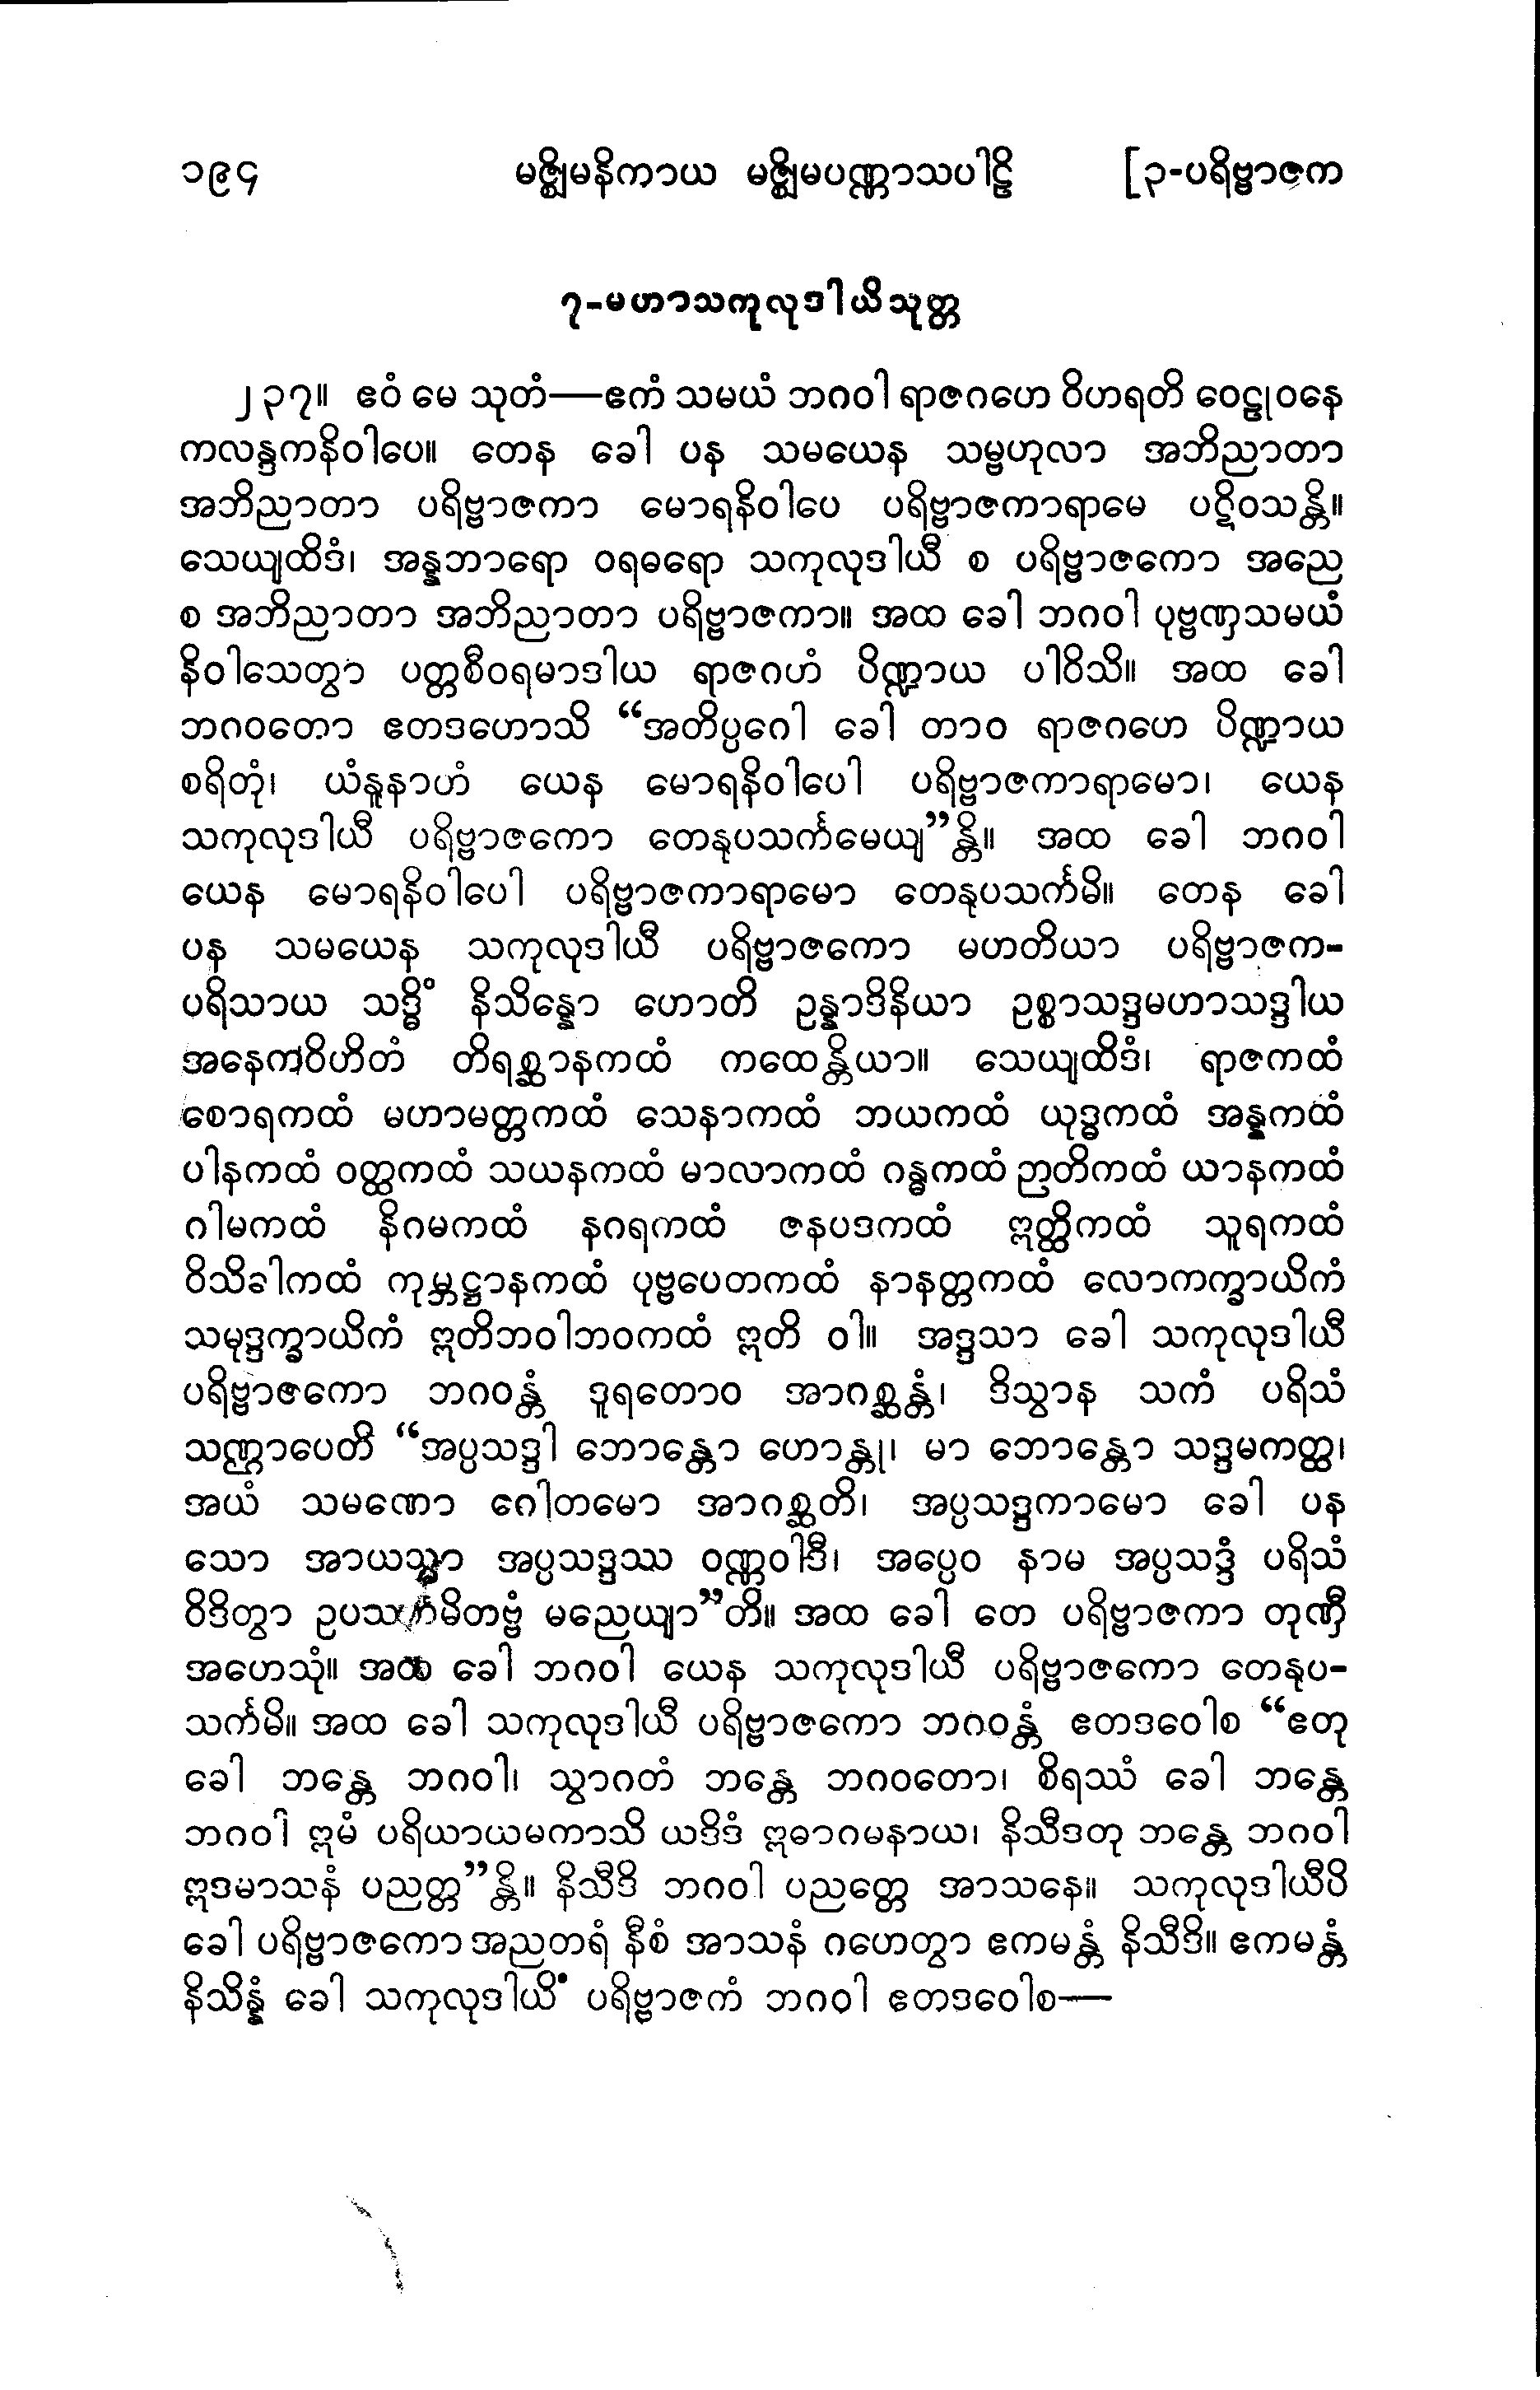 ၁၉၄ မဇ္ဈိမနိကာယ မဇ္ဈိမပဏ္ဏာသပါဠိ [၃-ပရိဗ္ဗာဇက
၇-မဟာသကုလုဒါယိသုတ္တ
၂၃၇။ ဧဝံ မေ သုတံ—ဧကံ သမယံ ဘဂဝါ ရာဇဂဟေ ဝိဟရတိ ဝေဠုဝနေ
ကလန္ဒကနိဝါပေ။ တေန ခေါ ပန သမယေန သမ္ဗဟုလာ အဘိညာတာ
အဘိညာတာ ပရိဗ္ဗာဇကာ မောရနိဝါပေ ပရိဗ္ဗာဇကာရာမေ ပဋိဝသန္တိ။
သေယျထိဒံ၊ အန္နဘာရော ဝရဓရော သကုလုဒါယီ စ ပရိဗ္ဗာဇကော အညေ
စ အဘိညာတာ အဘိညာတာ ပရိဗ္ဗာဇကာ။ အထ ခေါ ဘဂဝါ ပုဗ္ဗဏှသမယံ
နိဝါသေတွာ ပတ္တစီဝရမာဒါယ ရာဇဂဟံ ပိဏ္ဍာယ ပါဝိသိ။ အထ ခေါ
ဘဂဝတော ဧတဒဟောသိ “အတိပ္ပဂေါ ခေါ တာဝ ရာဇဂဟေ ပိဏ္ဍာယ
စရိတုံ၊ ယံနူနာဟံ ယေန မောရနိဝါပေါ ပရိဗ္ဗာဇကာရာမော၊ ယေန
သကုလုဒါယီ ပရိဗ္ဗာဇကော တေနုပသင်္ကမေယျ”န္တိ။ အထ ခေါ ဘဂဝါ
ယေန မောရနိဝါပေါ ပရိဗ္ဗာဇကာရာမော တေနုပသင်္ကမိ။ တေန ခေါ
ပန သမယေန သကုလုဒါယီ ပရိဗ္ဗာဇကော မဟတိယာ ပရိဗ္ဗာဇက-
ပရိသာယ သဒ္ဓိံ နိသိန္နော ဟောတိ ဥန္နာဒိနိယာ ဥစ္စာသဒ္ဒမဟာသဒ္ဒါယ
အနေကဝိဟိတံ တိရစ္ဆာနကထံ ကထေန္တိယာ။ သေယျထိဒံ၊ ရာဇကထံ
စောရကထံ မဟာမတ္တကထံ သေနာကထံ ဘယကထံ ယုဒ္ဓကထံ အန္နကထံ
ပါနကထံ ဝတ္ထကထံ သယနကထံ မာလာကထံ ဂန္ဓကထံ ဉာတိကထံ ယာနကထံ
ဂါမကထံ နိဂမကထံ နဂရကထံ ဇနပဒကထံ ဣတ္ထိကထံ သူရကထံ
ဝိသိခါကထံ ကုမ္ဘဋ္ဌာနကထံ ပုဗ္ဗပေတကထံ နာနတ္တကထံ လောကက္ခာယိကံ
သမုဒ္ဒက္ခာယိကံ ဣတိဘဝါဘဝကထံ ဣတိ ဝါ။ အဒ္ဒသာ ခေါ သကုလုဒါယီ
ပရိဗ္ဗာဇကော ဘဂဝန္တံ ဒူရတောဝ အာဂစ္ဆန္တံ၊ ဒိသွာန သကံ ပရိသံ
သဏ္ဌာပေတိ “အပ္ပသဒ္ဒါ ဘောန္တော ဟောန္တု၊ မာ ဘောန္တော သဒ္ဒမကတ္ထ၊
အယံ သမဏော ဂေါတမော အာဂစ္ဆတိ၊ အပ္ပသဒ္ဒကာမော ခေါ ပန
သော အာယသ္မာ အပ္ပသဒ္ဒဿ ဝဏ္ဏဝါဒီ၊ အပ္ပေဝ နာမ အပ္ပသဒ္ဒံ ပရိသံ
ဝိဒိတွာ ဥပသင်္ကမိတဗ္ဗံ မညေယျာ”တိ။ အထ ခေါ တေ ပရိဗ္ဗာဇကာ တုဏှီ
အဟေသုံ။ အထ ခေါ ဘဂဝါ ယေန သကုလုဒါယီ ပရိဗ္ဗာဇကော တေနုပ-
သင်္ကမိ။ အထ ခေါ သကုလုဒါယီ ပရိဗ္ဗာဇကော ဘဂဝန္တံ ဧတဒဝေါစ “ဧတု
ခေါ ဘန္တေ ဘဂဝါ၊ သွာဂတံ ဘန္တေ ဘဂဝတော၊ စိရဿံ ခေါ ဘန္တေ
ဘဂဝါ ဣမံ ပရိယာယမကာသိ ယဒိဒံ ဣဓာဂမနာယ၊ နိသီဒတု ဘန္တေ ဘဂဝါ
ဣဒမာသနံ ပညတ္တ”န္တိ။ နိသီဒိ ဘဂဝါ ပညတ္တေ အာသနေ။ သကုလုဒါယီပိ
ခေါ ပရိဗ္ဗာဇကော အညတရံ နီစံ အာသနံ ဂဟေတွာ ဧကမန္တံ နိသီဒိ။ ဧကမန္တံ
နိသိန္နံ ခေါ သကုလုဒါယိံ ပရိဗ္ဗာဇကံ ဘဂဝါ ဧတဒဝေါစ—